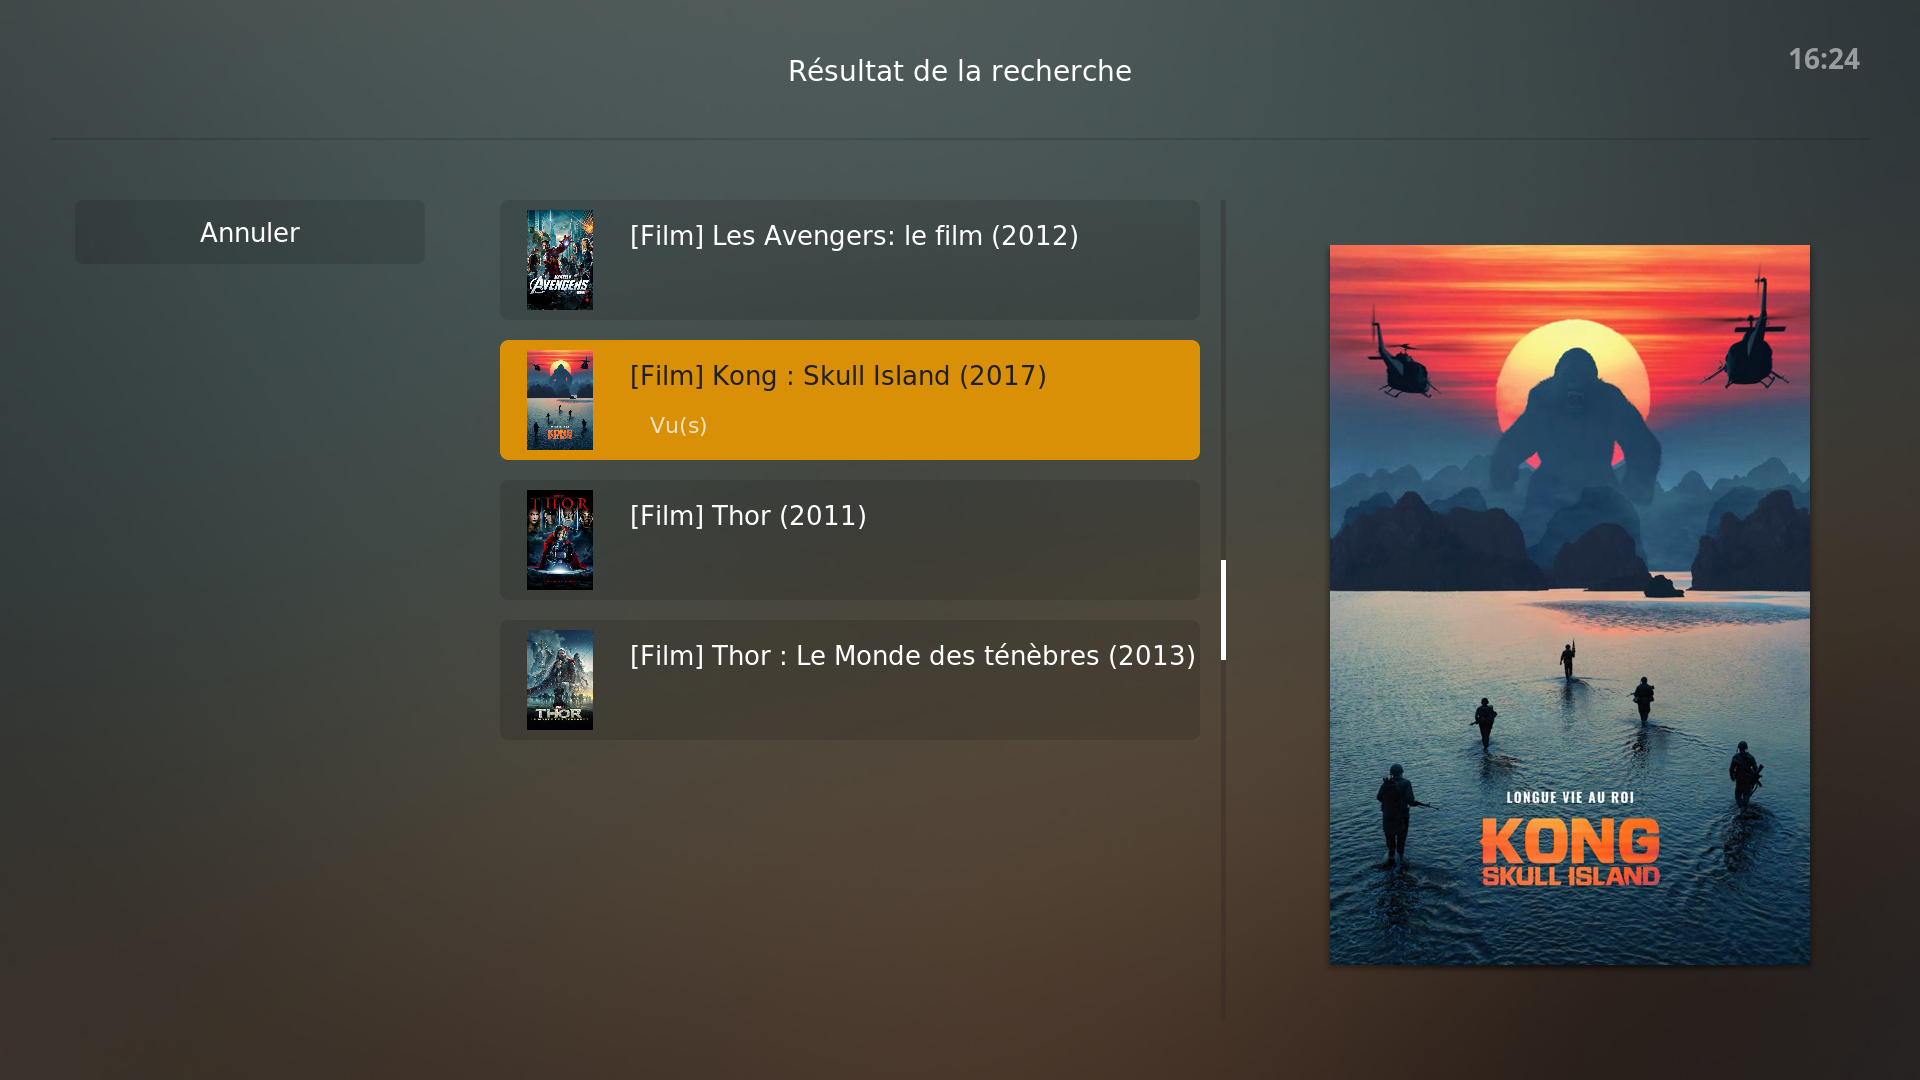 Résultat de la recherche
16:24
Annuler
[Film] Les Avengers: le film (2012)
AVENGERS
[Film] Kong : Skull Island (2017)
Vu(s)
KONG
[Film] Thor (2011)
THOR
[Film] Thor : Le Monde des ténèbres (2013)
THOR
LONGUE VIE AU ROI
KONG
SKULL ISLAND